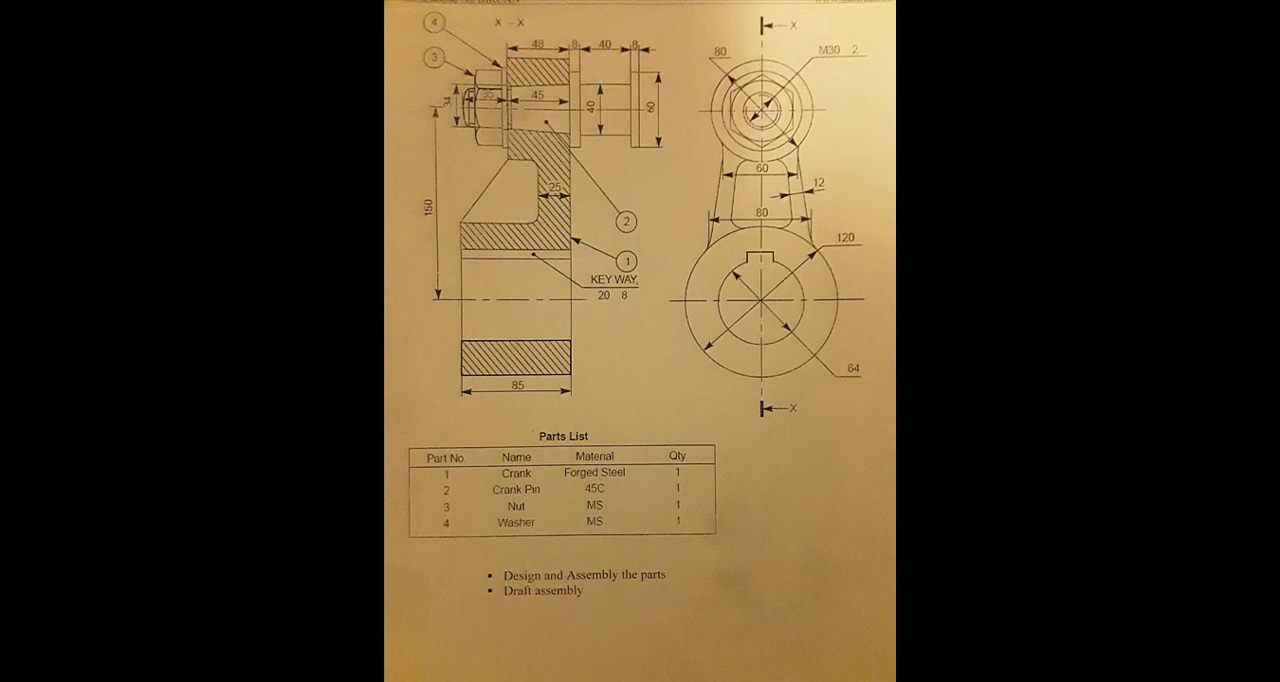 X - X
4
3
48
8
40
8
34
35
45
40
60
25
150
2
1
KEY WAY,
20 8
85
X
80
M30 2
60
12
80
120
64
X
Parts List
Part No. Name Material Qty
1 Crank Forged Steel 1
2 Crank Pin 45C 1
3 Nut MS 1
4 Washer MS 1
▪ Design and Assembly the parts
▪ Draft assembly